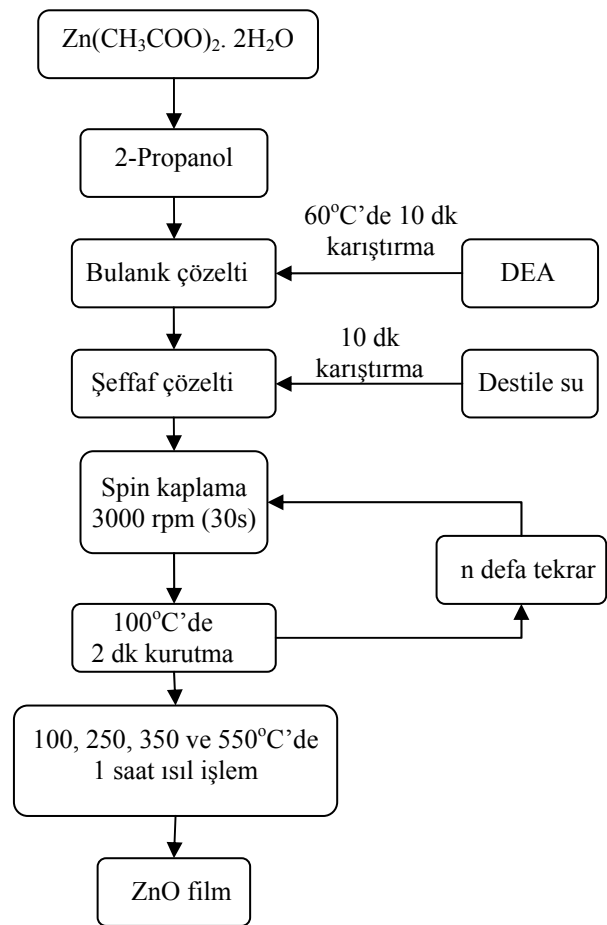 Zn(CH₃COO)₂. 2H₂O
2-Propanol
60°C’de 10 dk
karıştırma
Bulanık çözelti
DEA
10 dk
karıştırma
Şeffaf çözelti
Destile su
Spin kaplama
3000 rpm (30s)
n defa tekrar
100°C’de
2 dk kurutma
100, 250, 350 ve 550°C’de
1 saat ısıl işlem
ZnO film